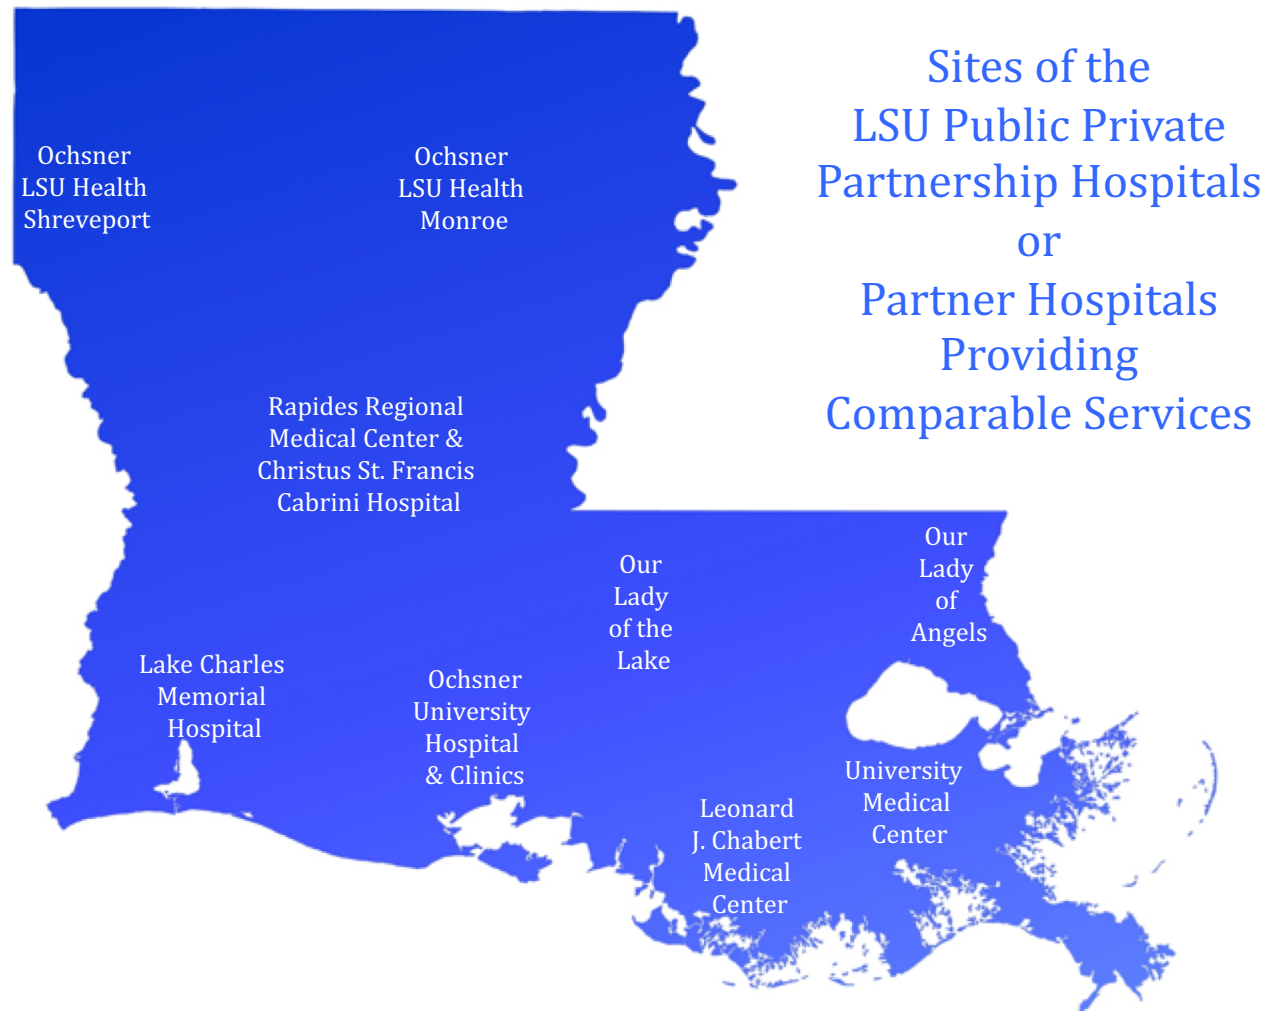 Sites of the
LSU Public Private
Partnership Hospitals
or
Partner Hospitals
Providing
Comparable Services
Ochsner
LSU Health
Shreveport
Ochsner
LSU Health
Monroe
Rapides Regional
Medical Center &
Christus St. Francis
Cabrini Hospital
Our
Lady
of the
Lake
Our
Lady
of
Angels
Lake Charles
Memorial
Hospital
Ochsner
University
Hospital
& Clinics
Leonard
J. Chabert
Medical
Center
University
Medical
Center